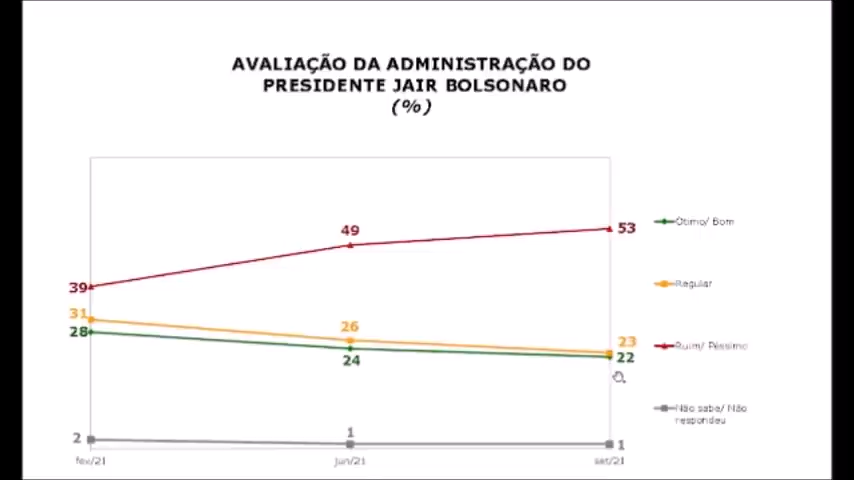 AVALIAÇÃO DA ADMINISTRAÇÃO DO
PRESIDENTE JAIR BOLSONARO
(%)
53
49
39
31
28
26
24
23
22
2
1
1
fev/21
jun/21
set/21
Ótimo/ Bom
Regular
Ruim/ Péssimo
Não sabe/ Não
respondeu